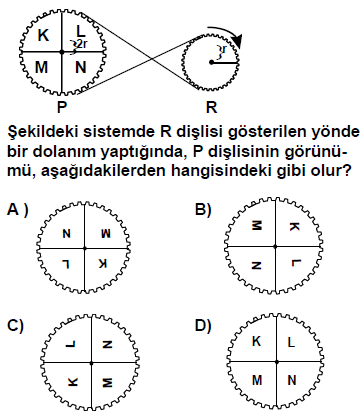 K L
2r
r
M N
P R
Şekildeki sistemde R dişlisi gösterilen yönde
bir dolanım yaptığında, P dişlisinin görünü-
mü, aşağıdakilerden hangisindeki gibi olur?
A )
B)
N M
L K
M K
N L
C)
D)
L N
K M
K L
M N